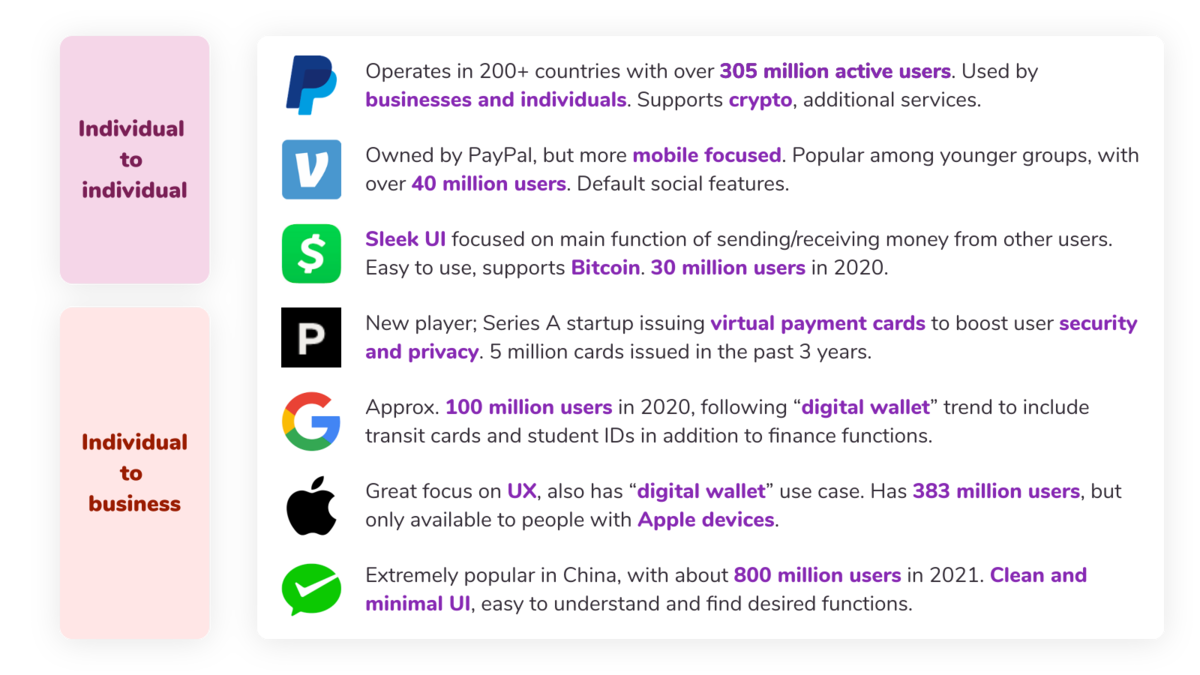 Individual
to
individual
Operates in 200+ countries with over 305 million active users. Used by
businesses and individuals. Supports crypto, additional services.
Owned by PayPal, but more mobile focused. Popular among younger groups, with
over 40 million users. Default social features.
$
Sleek UI focused on main function of sending/receiving money from other users.
Easy to use, supports Bitcoin. 30 million users in 2020.
P
New player; Series A startup issuing virtual payment cards to boost user security
and privacy. 5 million cards issued in the past 3 years.
Individual
to
business
G
Approx. 100 million users in 2020, following “digital wallet” trend to include
transit cards and student IDs in addition to finance functions.
Great focus on UX, also has “digital wallet” use case. Has 383 million users, but
only available to people with Apple devices.
Extremely popular in China, with about 800 million users in 2021. Clean and
minimal UI, easy to understand and find desired functions.